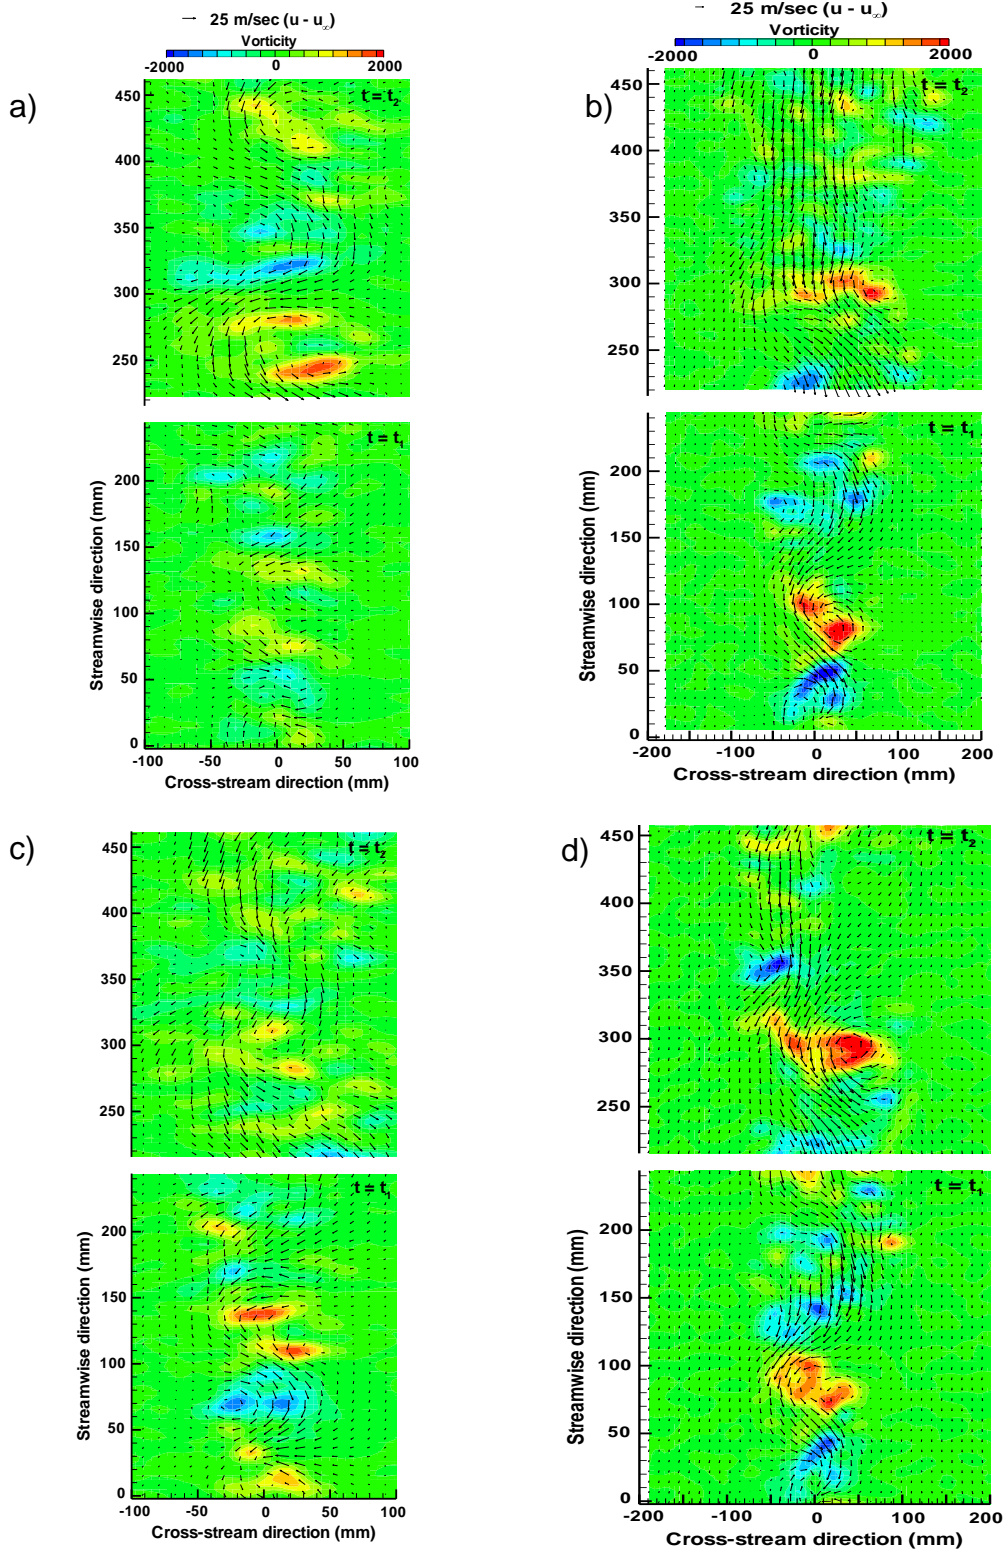 25 m/sec (u - u∞)
Vorticity
-2000 0 2000
a)
t = t₂
450
400
350
300
250
t = t₁
200
150
100
50
0
Streamwise direction (mm)
-100 -50 0 50 100
Cross-stream direction (mm)
25 m/sec (u - u∞)
Vorticity
-2000 0 2000
b)
t = t₂
450
400
350
300
250
t = t₁
200
150
100
50
0
Streamwise direction (mm)
-200 -100 0 100 200
Cross-stream direction (mm)
c)
t = t₂
450
400
350
300
250
t = t₁
200
150
100
50
0
Streamwise direction (mm)
-100 -50 0 50 100
Cross-stream direction (mm)
d)
t = t₂
450
400
350
300
250
t = t₁
200
150
100
50
0
Streamwise direction (mm)
-200 -100 0 100 200
Cross-stream direction (mm)